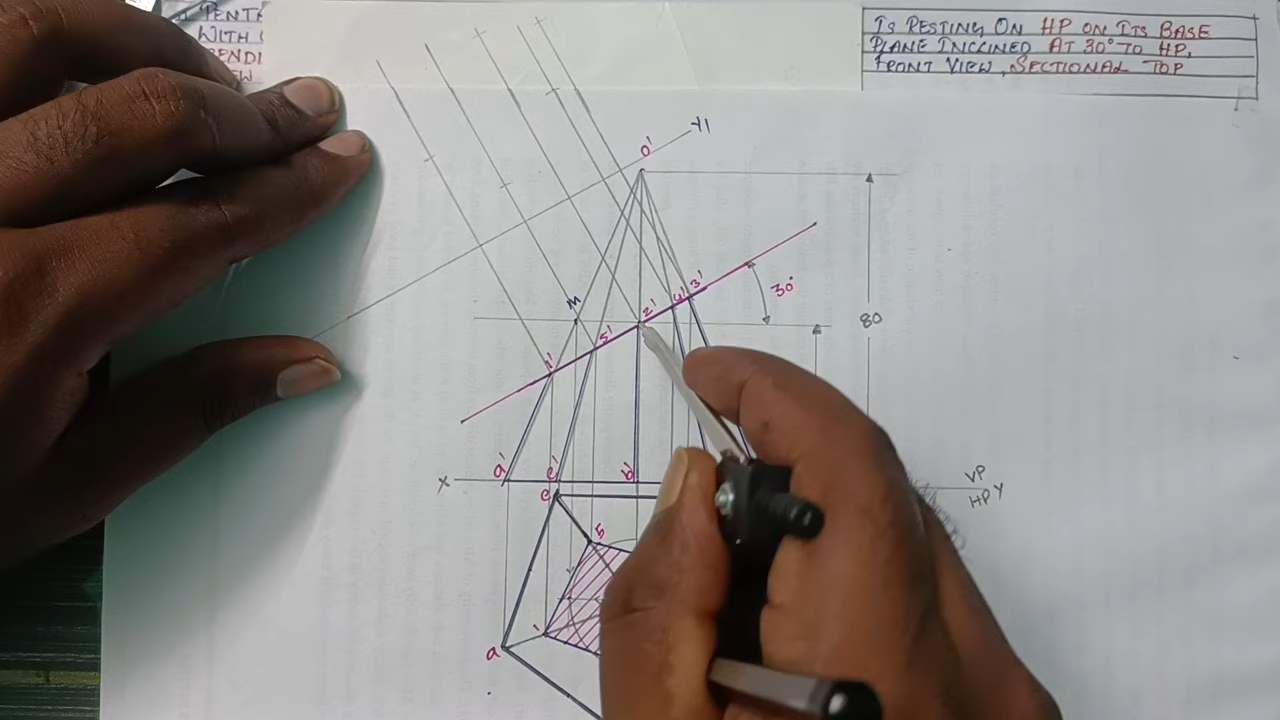 PENTA
WITH
IS RESTING ON HP ON ITS BASE
PLANE INCLINED AT 30° TO HP,
FRONT VIEW, SECTIONAL TOP
Y1
O'
M
1'
5'
2'
4'
3'
30°
80
a'
e'
b'
X
VP
HP Y
e
5
1
a